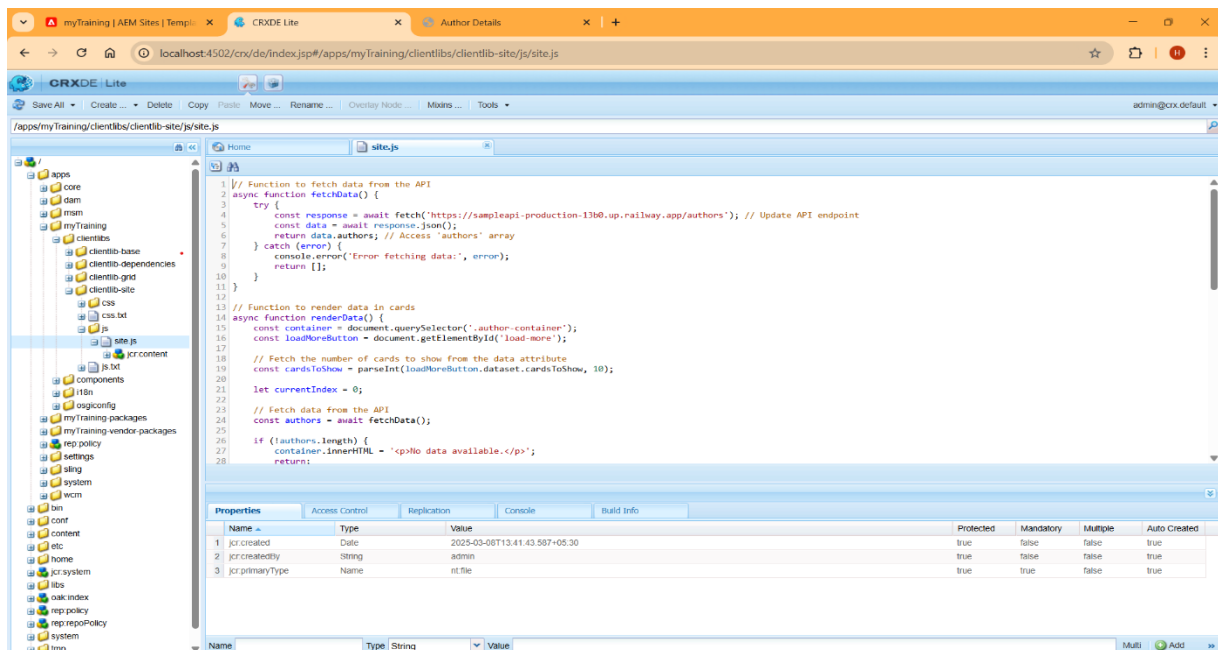 myTraining | AEM Sites | Templa
CRXDE Lite
Author Details
localhost:4502/crx/de/index.jsp#/apps/myTraining/clientlibs/clientlib-site/js/site.js
H
CRXDE | Lite
Save All Create ... Delete Copy Paste Move ... Rename ... Overlay Node ... Mixins ... Tools admin@crx.default
/apps/myTraining/clientlibs/clientlib-site/js/site.js
/
apps
core
dam
msm
myTraining
clientlibs
clientlib-base
clientlib-dependencies
clientlib-grid
clientlib-site
css
css.txt
js
site.js
jcr:content
js.txt
components
i18n
osgiconfig
myTraining-packages
myTraining-vendor-packages
rep:policy
settings
sling
system
wcm
bin
conf
content
etc
home
jcr:system
libs
oak:index
rep:policy
rep:repoPolicy
system
tmp
Home site.js
1 // Function to fetch data from the API
2 async function fetchData() {
3 try {
4 const response = await fetch('https://sampleapi-production-13b0.up.railway.app/authors'); // Update API endpoint
5 const data = await response.json();
6 return data.authors; // Access 'authors' array
7 } catch (error) {
8 console.error('Error fetching data:', error);
9 return [];
10 }
11 }
12
13 // Function to render data in cards
14 async function renderData() {
15 const container = document.querySelector('.author-container');
16 const loadMoreButton = document.getElementById('load-more');
17
18 // Fetch the number of cards to show from the data attribute
19 const cardsToShow = parseInt(loadMoreButton.dataset.cardsToShow, 10);
20
21 let currentIndex = 0;
22
23 // Fetch data from the API
24 const authors = await fetchData();
25
26 if (!authors.length) {
27 container.innerHTML = '<p>No data available.</p>';
28 return;
Properties Access Control Replication Console Build Info
Name Type Value Protected Mandatory Multiple Auto Created
1 jcr:created Date 2025-03-08T13:41:43.587+05:30 true false false true
2 jcr:createdBy String admin true false false true
3 jcr:primaryType Name nt:file true true false true
Name Type String Value Multi Add